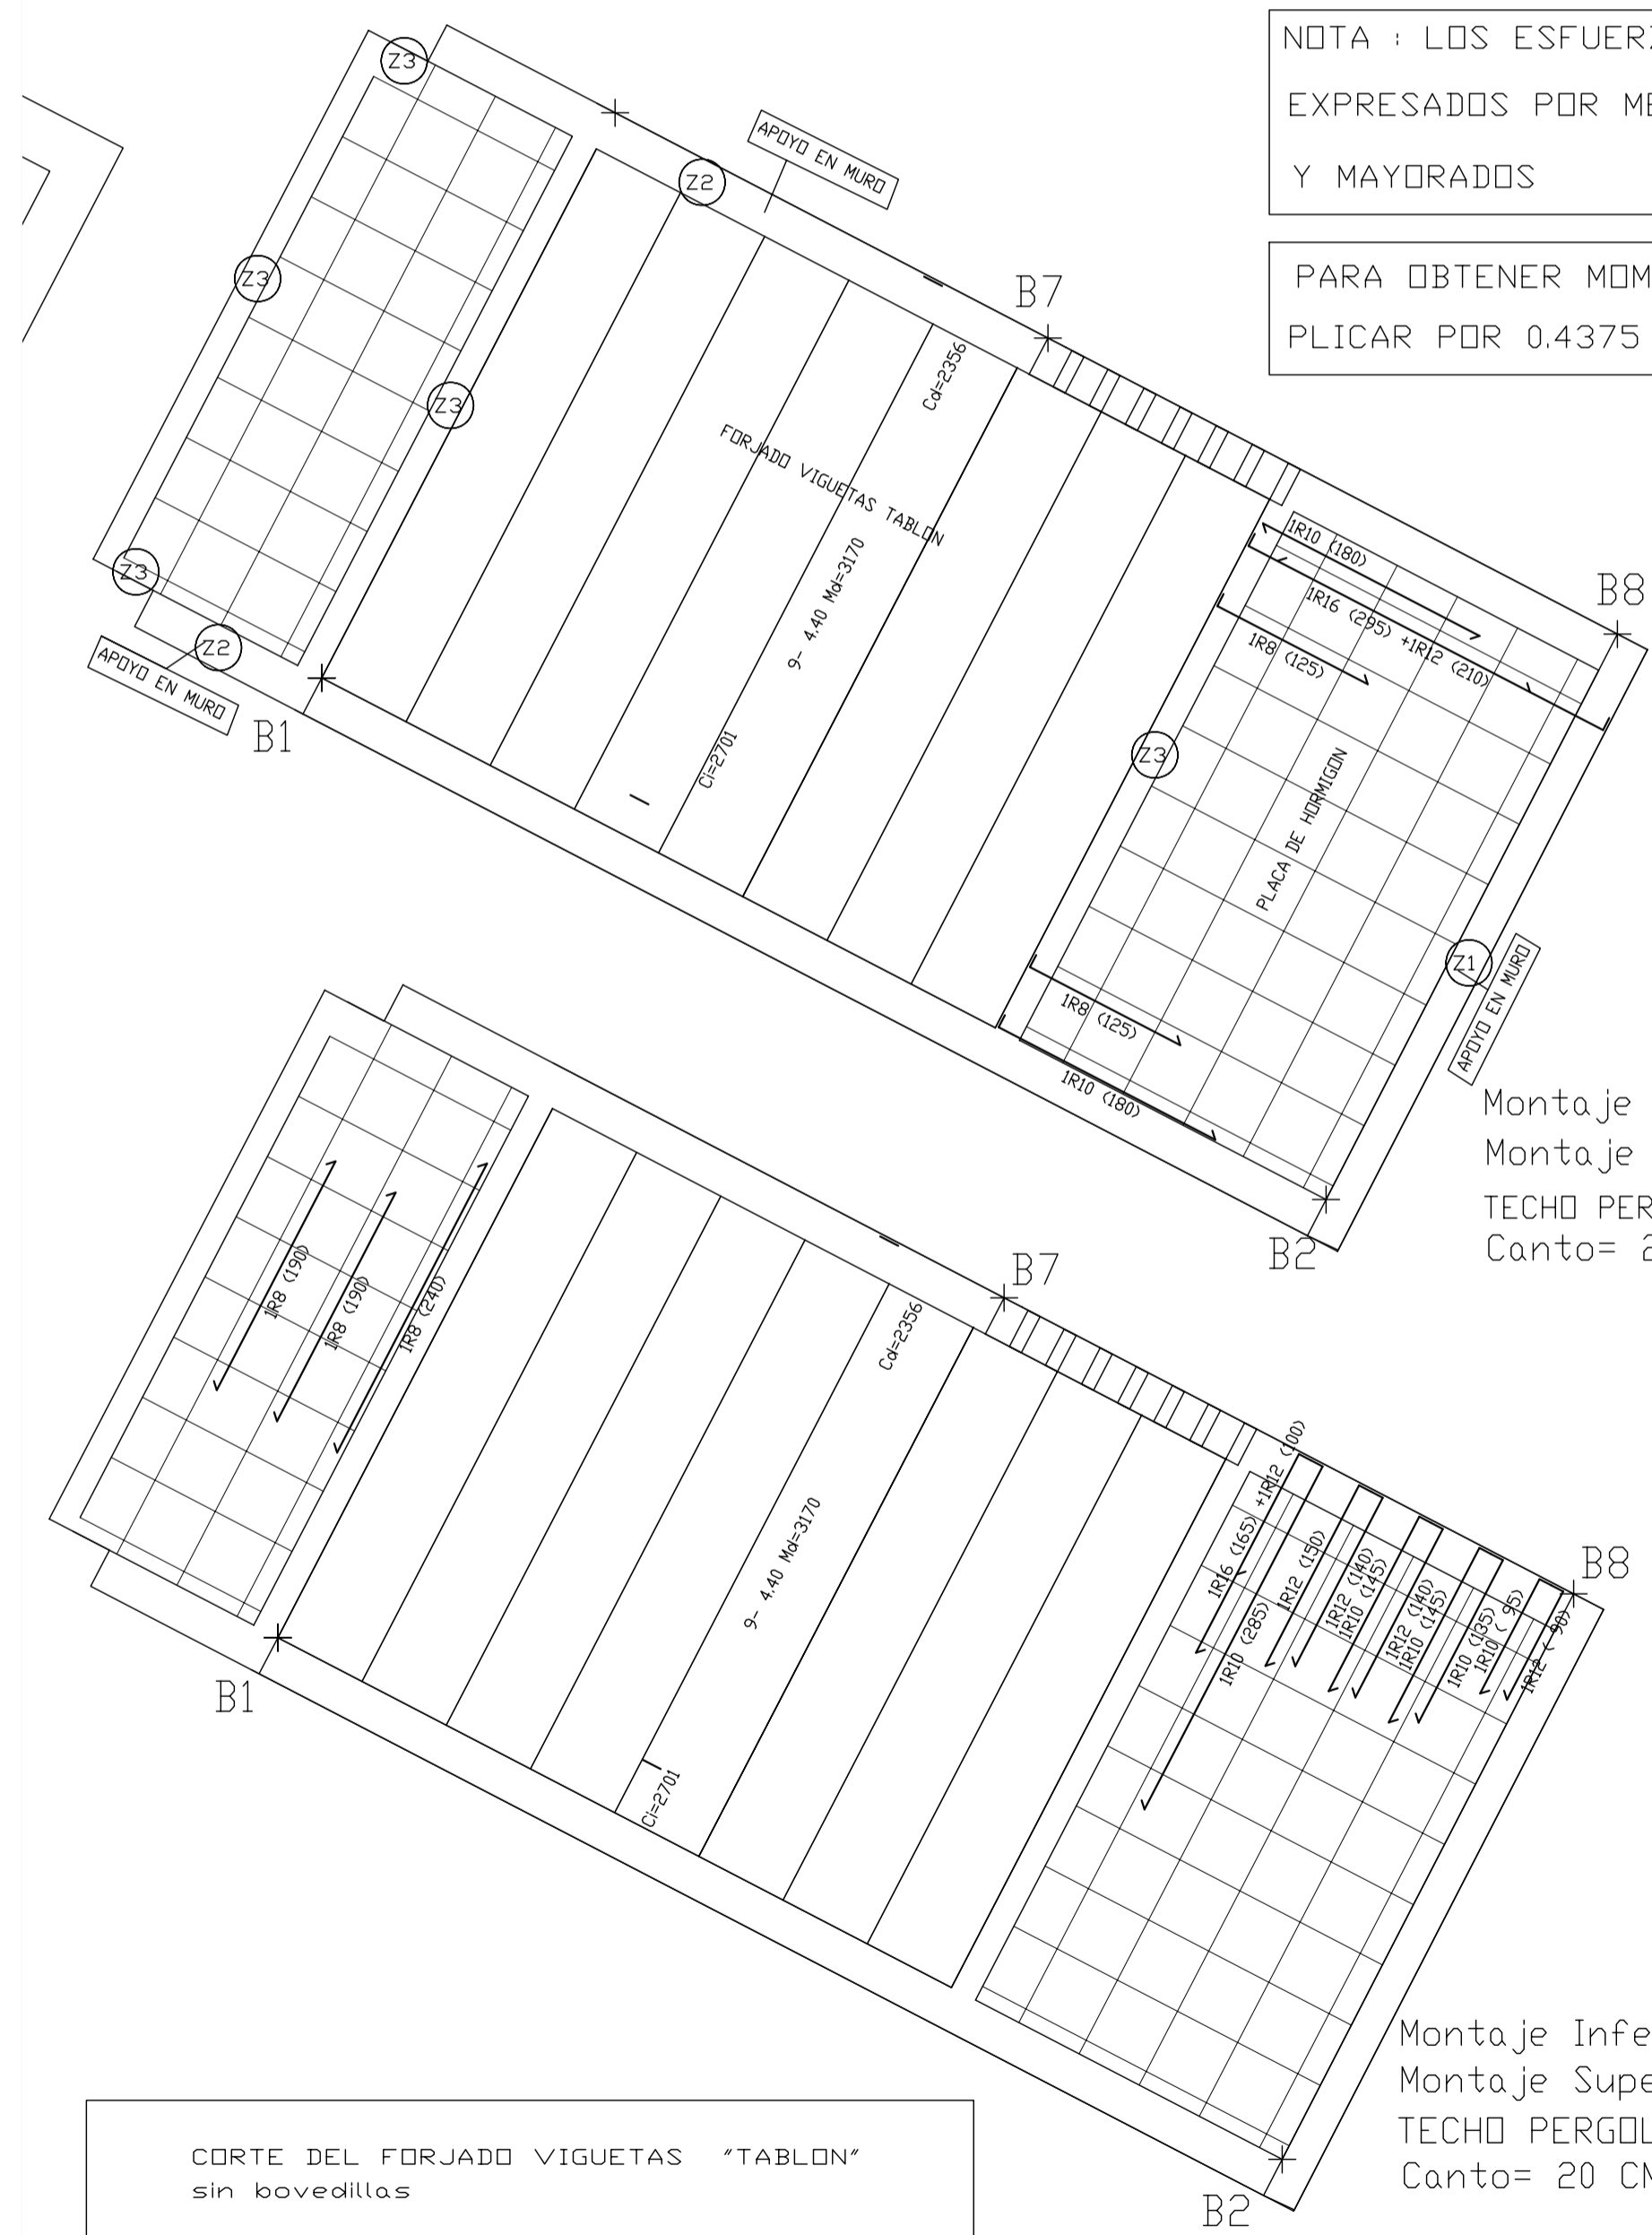 NOTA : LOS ESFUER
EXPRESADOS POR ME
Y MAYORADOS
PARA OBTENER MOM
PLICAR POR 0.4375
Z3
APOYO EN MURO
Z2
Z3
B7
Z3
Cd=2356
FORJADO VIGUETAS TABLON
9- 4.40 Md=3170
Ci=2701
1R10 (180)
1R16 (295) +1R12 (210)
1R8 (125)
B8
Z3
Z2
APOYO EN MURO
B1
Z3
PLACA DE HORMIGON
Z1
APOYO EN MURO
1R8 (125)
1R10 (180)
B2
Montaje
Montaje
TECHO PER
Canto= 2
B7
1R8 (190)
1R8 (190)
1R8 (240)
Cd=2356
9- 4.40 Md=3170
Ci=2701
1R16 (165) +1R12 (100)
1R10 (285)
1R12 (150)
1R12 (140)
1R10 (145)
1R12 (140)
1R10 (145)
1R10 (135)
1R10 ( 95)
1R12 ( 90)
B8
B1
B2
Montaje Infe
Montaje Supe
TECHO PERGOL
Canto= 20 CM
CORTE DEL FORJADO VIGUETAS "TABLON"
sin bovedillas